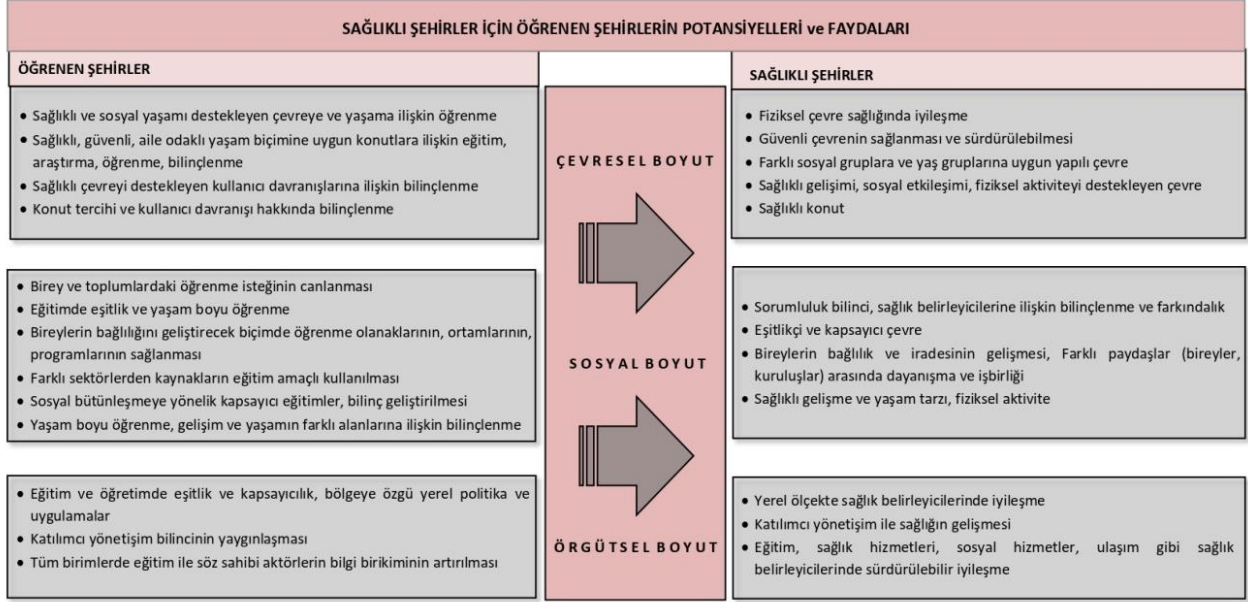 SAĞLIKLI ŞEHİRLER İÇİN ÖĞRENEN ŞEHİRLERİN POTANSİYELLERİ ve FAYDALARI
ÖĞRENEN ŞEHİRLER
• Sağlıklı ve sosyal yaşamı destekleyen çevreye ve yaşama ilişkin öğrenme
• Sağlıklı, güvenli, aile odaklı yaşam biçimine uygun konutlara ilişkin eğitim,
araştırma, öğrenme, bilinçlenme
• Sağlıklı çevreyi destekleyen kullanıcı davranışlarına ilişkin bilinçlenme
• Konut tercihi ve kullanıcı davranışı hakkında bilinçlenme
ÇEVRESEL BOYUT
SAĞLIKLI ŞEHİRLER
• Fiziksel çevre sağlığında iyileşme
• Güvenli çevrenin sağlanması ve sürdürülebilmesi
• Farklı sosyal gruplara ve yaş gruplarına uygun yapılı çevre
• Sağlıklı gelişimi, sosyal etkileşimi, fiziksel aktiviteyi destekleyen çevre
• Sağlıklı konut
• Birey ve toplumlardaki öğrenme isteğinin canlanması
• Eğitimde eşitlik ve yaşam boyu öğrenme
• Bireylerin bağlılığını geliştirecek biçimde öğrenme olanaklarının, ortamlarının,
programlarının sağlanması
• Farklı sektörlerden kaynakların eğitim amaçlı kullanılması
• Sosyal bütünleşmeye yönelik kapsayıcı eğitimler, bilinç geliştirilmesi
• Yaşam boyu öğrenme, gelişim ve yaşamın farklı alanlarına ilişkin bilinçlenme
SOSYAL BOYUT
• Sorumluluk bilinci, sağlık belirleyicilerine ilişkin bilinçlenme ve farkındalık
• Eşitlikçi ve kapsayıcı çevre
• Bireylerin bağlılık ve iradesinin gelişmesi, Farklı paydaşlar (bireyler,
kuruluşlar) arasında dayanışma ve işbirliği
• Sağlıklı gelişme ve yaşam tarzı, fiziksel aktivite
• Eğitim ve öğretimde eşitlik ve kapsayıcılık, bölgeye özgü yerel politika ve
uygulamalar
• Katılımcı yönetişim bilincinin yaygınlaşması
• Tüm birimlerde eğitim ile söz sahibi aktörlerin bilgi birikiminin artırılması
ÖRGÜTSEL BOYUT
• Yerel ölçekte sağlık belirleyicilerinde iyileşme
• Katılımcı yönetişim ile sağlığın gelişmesi
• Eğitim, sağlık hizmetleri, sosyal hizmetler, ulaşım gibi sağlık
belirleyicilerinde sürdürülebilir iyileşme